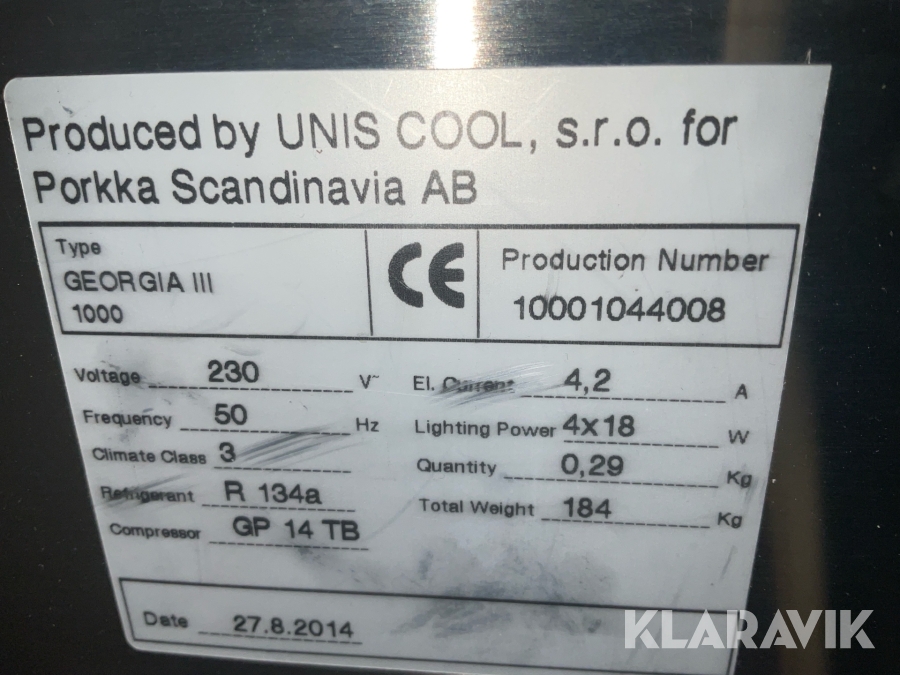 Produced by UNIS COOL, s.r.o. for
Porkka Scandinavia AB
Type
GEORGIA III
1000
CE
Production Number
10001044008
Voltage 230 V~
El. Current 4,2 A
Frequency 50 Hz
Lighting Power 4x18 W
Climate Class 3
Quantity 0,29 Kg
Refrigerant R 134a
Total Weight 184 Kg
Compressor GP 14 TB
Date 27.8.2014
KLARAVIK